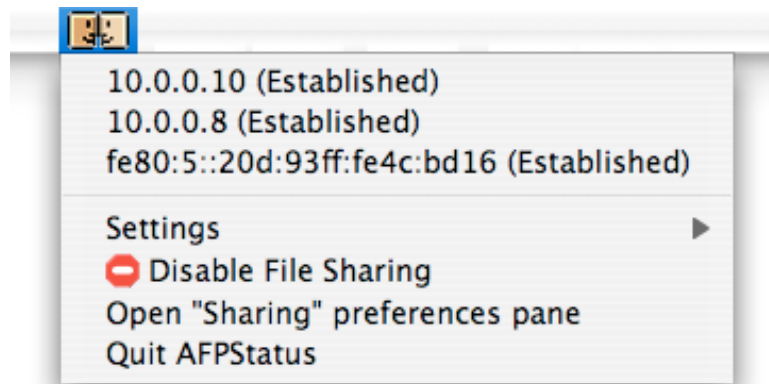 10.0.0.10 (Established)
10.0.0.8 (Established)
fe80:5::20d:93ff:fe4c:bd16 (Established)
Settings
Disable File Sharing
Open "Sharing" preferences pane
Quit AFPStatus